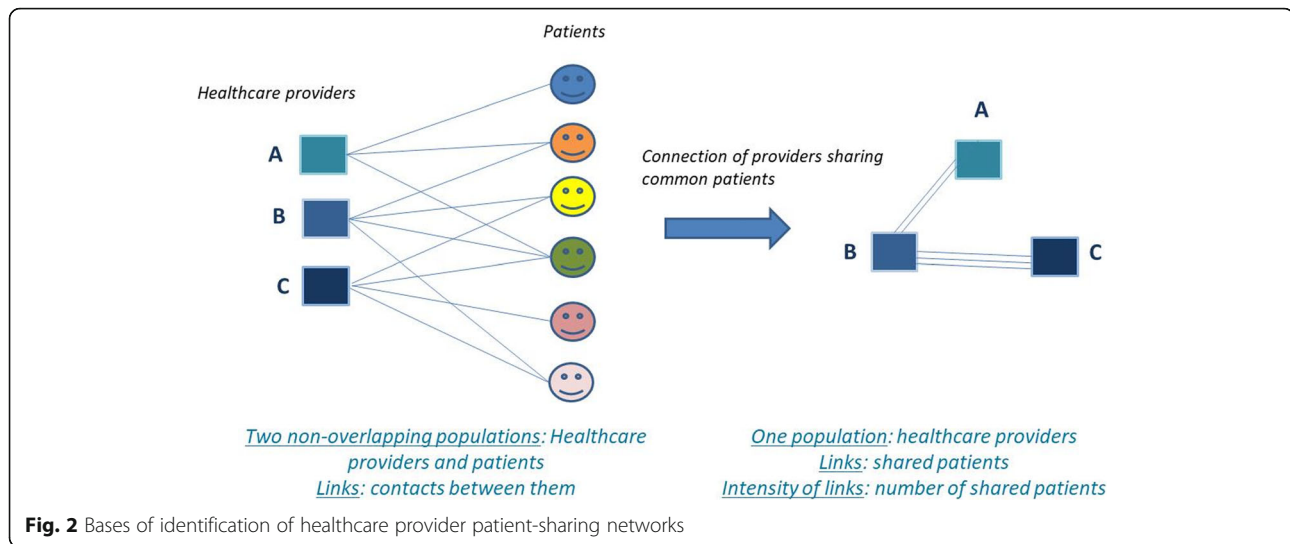 Patients
Healthcare providers
A
B
C
Connection of providers sharing
common patients
A
B
C
Two non-overlapping populations: Healthcare
providers and patients
Links: contacts between them
One population: healthcare providers
Links: shared patients
Intensity of links: number of shared patients
Fig. 2 Bases of identification of healthcare provider patient-sharing networks